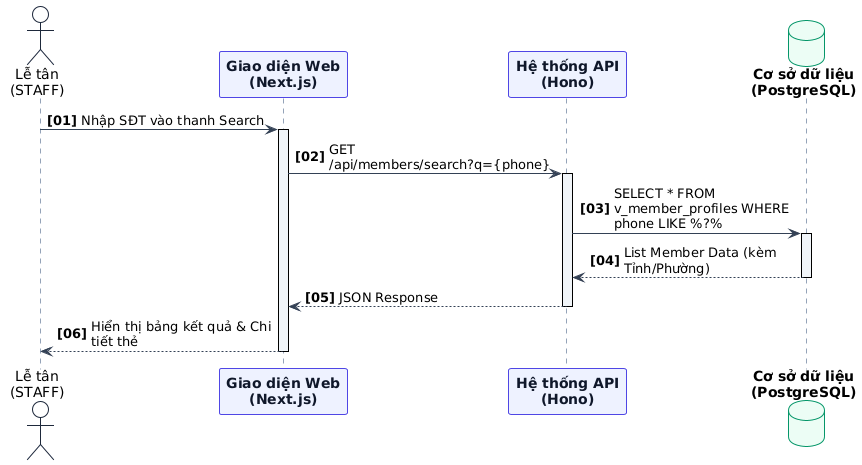 Lễ tân
(STAFF)
Giao diện Web
(Next.js)
Hệ thống API
(Hono)
Cơ sở dữ liệu
(PostgreSQL)
[01] Nhập SĐT vào thanh Search
[02] GET
/api/members/search?q={phone}
[03] SELECT * FROM
v_member_profiles WHERE
phone LIKE %?%
[04] List Member Data (kèm
Tỉnh/Phường)
[05] JSON Response
[06] Hiển thị bảng kết quả & Chi
tiết thẻ
Lễ tân
(STAFF)
Giao diện Web
(Next.js)
Hệ thống API
(Hono)
Cơ sở dữ liệu
(PostgreSQL)